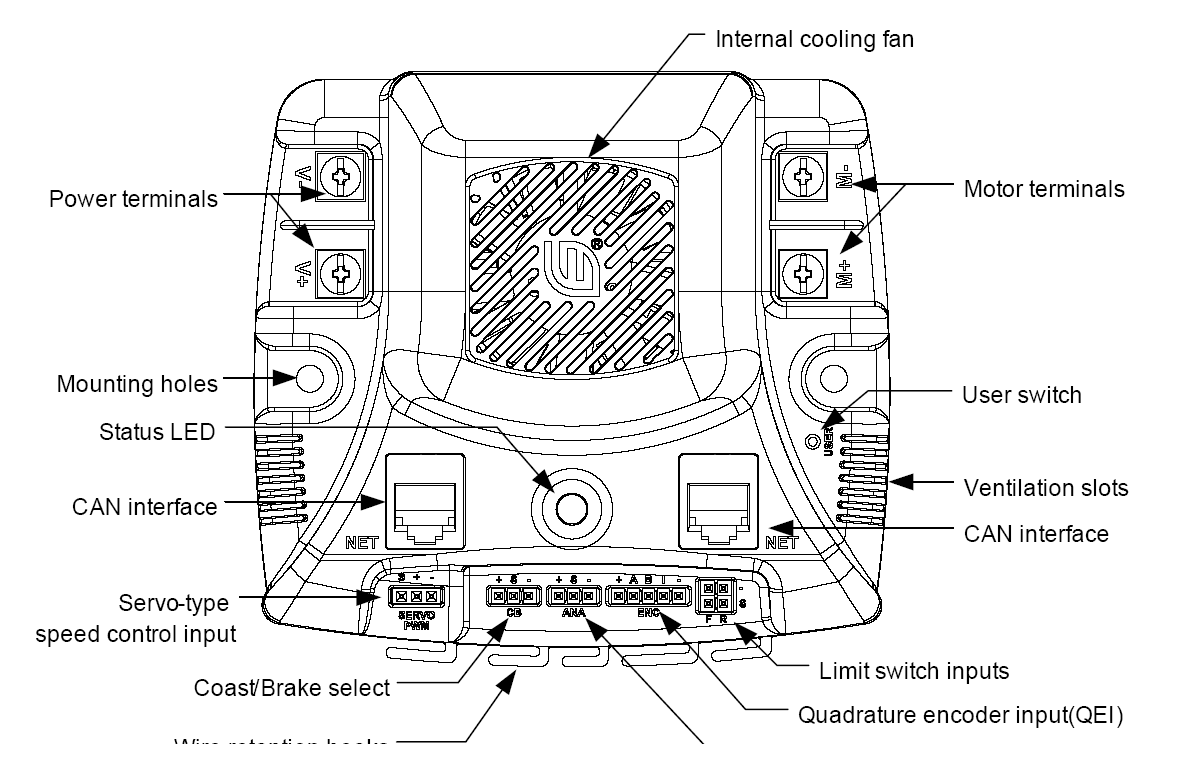 Internal cooling fan
V-
M-
Power terminals
Motor terminals
®
V+
M+
Mounting holes
User switch
Status LED
USER
CAN interface
Ventilation slots
NET
NET
CAN interface
S + -
+ S -
+ S -
+ A B I -
-
S
Servo-type
speed control input
SERVO
PWM
CB
ANA
ENC
F R
Limit switch inputs
Coast/Brake select
Quadrature encoder input(QEI)